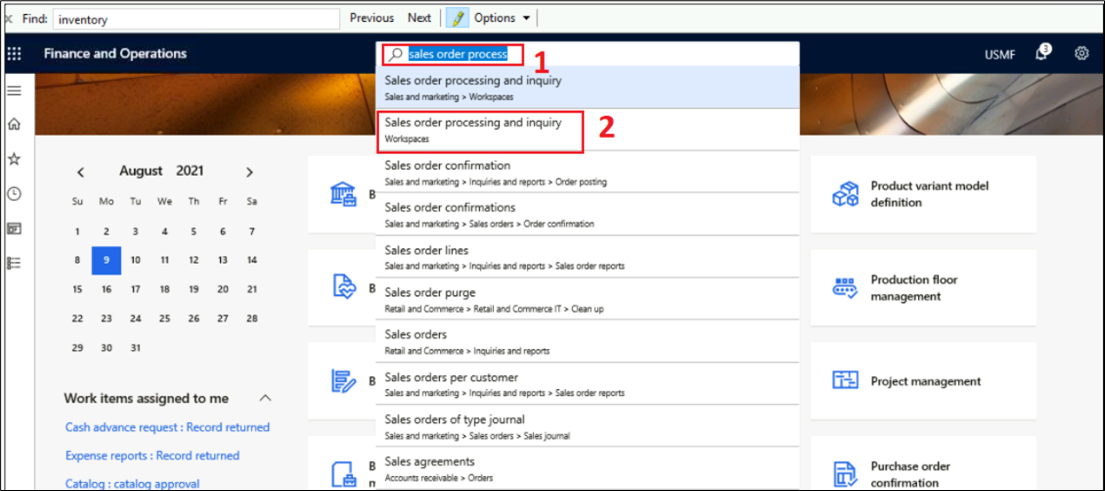 x Find: inventory Previous Next Options
Finance and Operations sales order process 1 USMF 3
Sales order processing and inquiry
Sales and marketing > Workspaces
Sales order processing and inquiry 2
Workspaces
Sales order confirmation
Sales and marketing > Inquiries and reports > Order posting
Sales order confirmations
Sales and marketing > Sales orders > Order confirmation
Sales order lines
Sales and marketing > Inquiries and reports > Sales order reports
Sales order purge
Retail and Commerce > Retail and Commerce IT > Clean up
Sales orders
Retail and Commerce > Inquiries and reports
Sales orders per customer
Sales and marketing > Inquiries and reports > Sales order reports
Sales orders of type journal
Sales and marketing > Sales orders > Sales journal
Sales agreements
Accounts receivable > Orders
August 2021
Su Mo Tu We Th Fr Sa
1 2 3 4 5 6 7
8 9 10 11 12 13 14
15 16 17 18 19 20 21
22 23 24 25 26 27 28
29 30 31
Work items assigned to me
Cash advance request : Record returned
Expense reports : Record returned
Catalog : catalog approval
B
B
B
B
m
Product variant model
definition
Production floor
management
Project management
Purchase order
confirmation